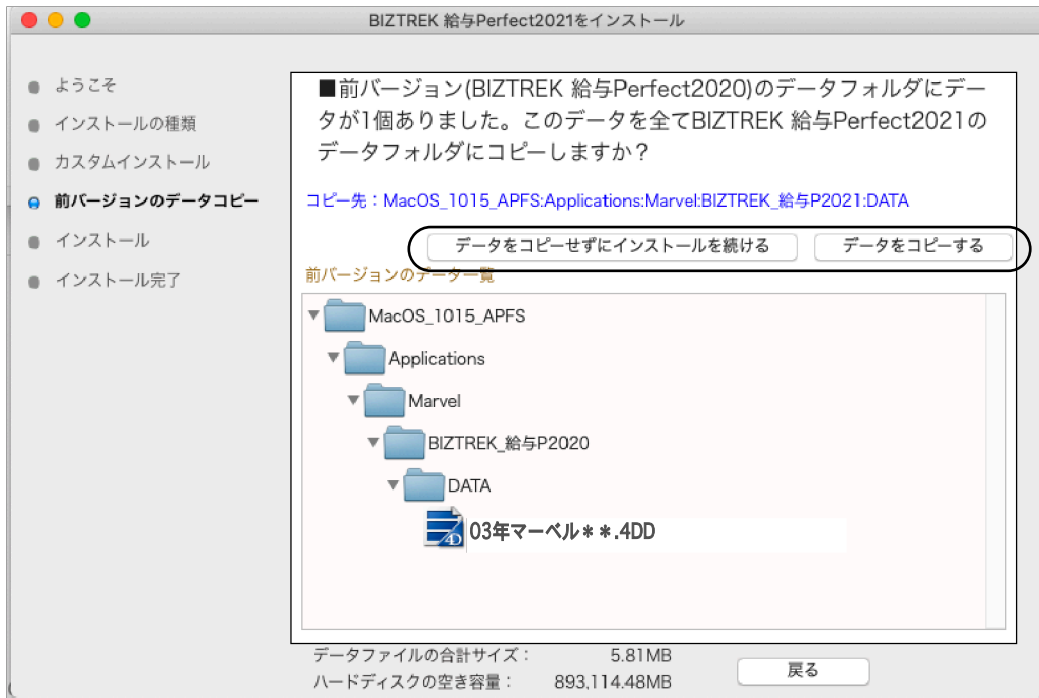 BIZTREK 給与Perfect2021をインストール
ようこそ
インストールの種類
カスタムインストール
前バージョンのデータコピー
インストール
インストール完了
■前バージョン(BIZTREK 給与Perfect2020)のデータフォルダにデー
タが1個ありました。このデータを全てBIZTREK 給与Perfect2021の
データフォルダにコピーしますか？
コピー先：MacOS_1015_APFS:Applications:Marvel:BIZTREK_給与P2021:DATA
データをコピーせずにインストールを続ける
データをコピーする
前バージョンのデータ一覧
MacOS_1015_APFS
Applications
Marvel
BIZTREK_給与P2020
DATA
4D
03年マーベル＊＊.4DD
データファイルの合計サイズ： 5.81MB
ハードディスクの空き容量： 893,114.48MB
戻る